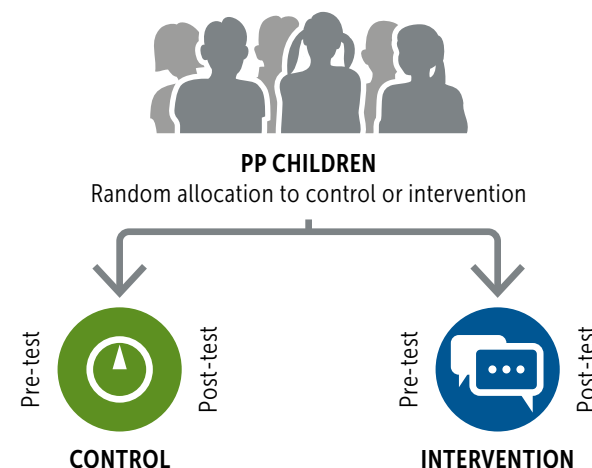 PP CHILDREN
Random allocation to control or intervention
Pre-test
Post-test
CONTROL
Pre-test
Post-test
INTERVENTION